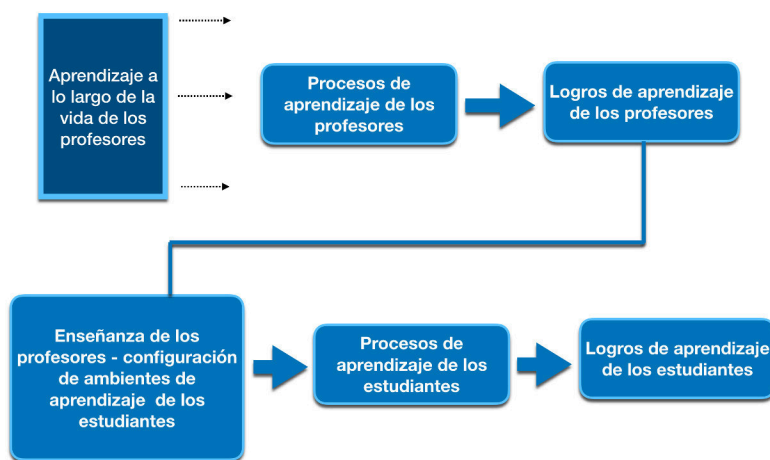 Aprendizaje a
lo largo de la
vida de los
profesores
Procesos de
aprendizaje de los
profesores
Logros de aprendizaje
de los profesores
Enseñanza de los
profesores - configuración
de ambientes de
aprendizaje de los
estudiantes
Procesos de
aprendizaje de los
estudiantes
Logros de aprendizaje
de los estudiantes